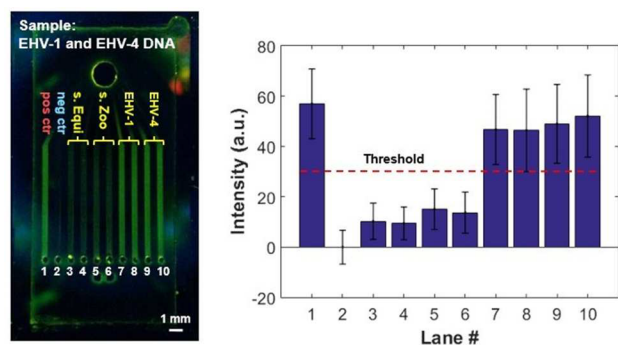 Sample:
EHV-1 and EHV-4 DNA
pos ctr
neg ctr
s. Equi
s. Zoo
EHV-1
EHV-4
1 2 3 4 5 6 7 8 9 10
1 mm
80
60
40
20
0
-20
Intensity (a.u.)
Threshold
1 2 3 4 5 6 7 8 9 10
Lane #